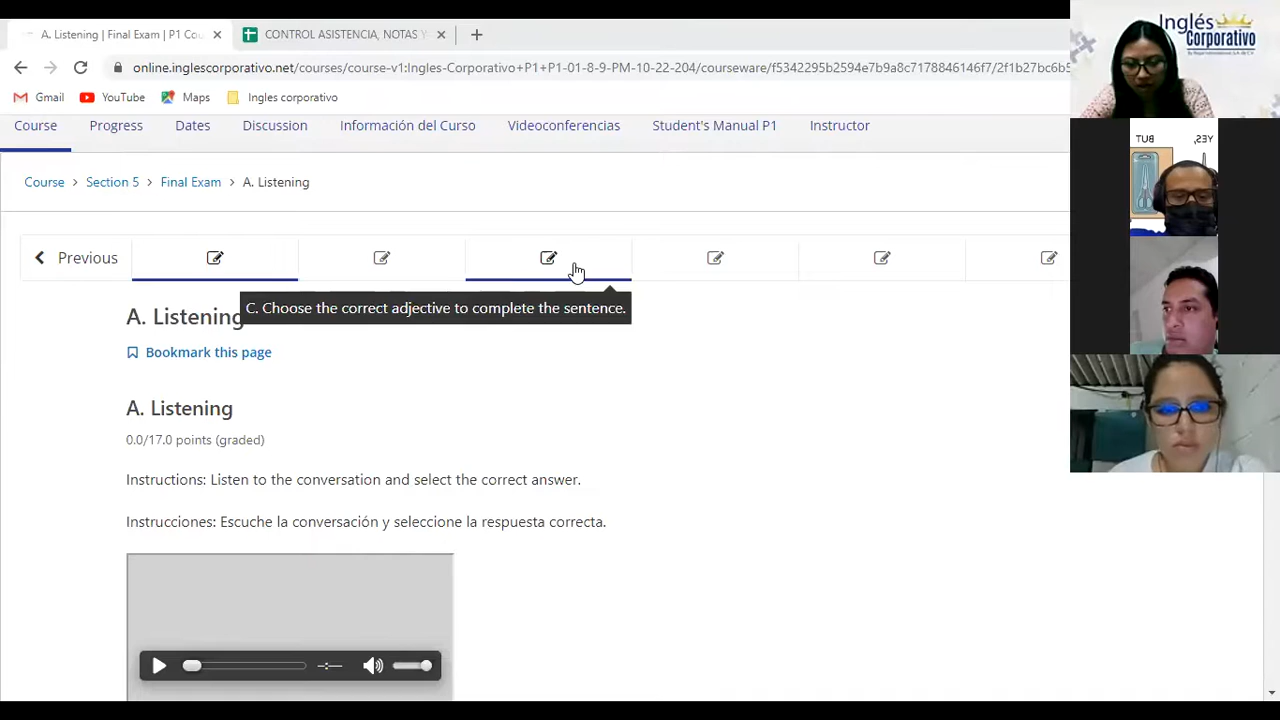 A. Listening | Final Exam | P1 Cou
CONTROL ASISTENCIA, NOTAS Y
online.inglescorporativo.net/courses/course-v1:Ingles-Corporativo+P1+P1-01-8-9-PM-10-22-204/courseware/f5342295b2594e7b9a8c7178846146f7/2f1b27bc6b5
Gmail
YouTube
Maps
Ingles corporativo
Course
Progress
Dates
Discussion
Información del Curso
Videoconferencias
Student's Manual P1
Instructor
Course > Section 5 > Final Exam > A. Listening
Previous
C. Choose the correct adjective to complete the sentence.
A. Listening
Bookmark this page
A. Listening
0.0/17.0 points (graded)
Instructions: Listen to the conversation and select the correct answer.
Instrucciones: Escuche la conversación y seleccione la respuesta correcta.
Inglés
Corporativo
YES, BUT